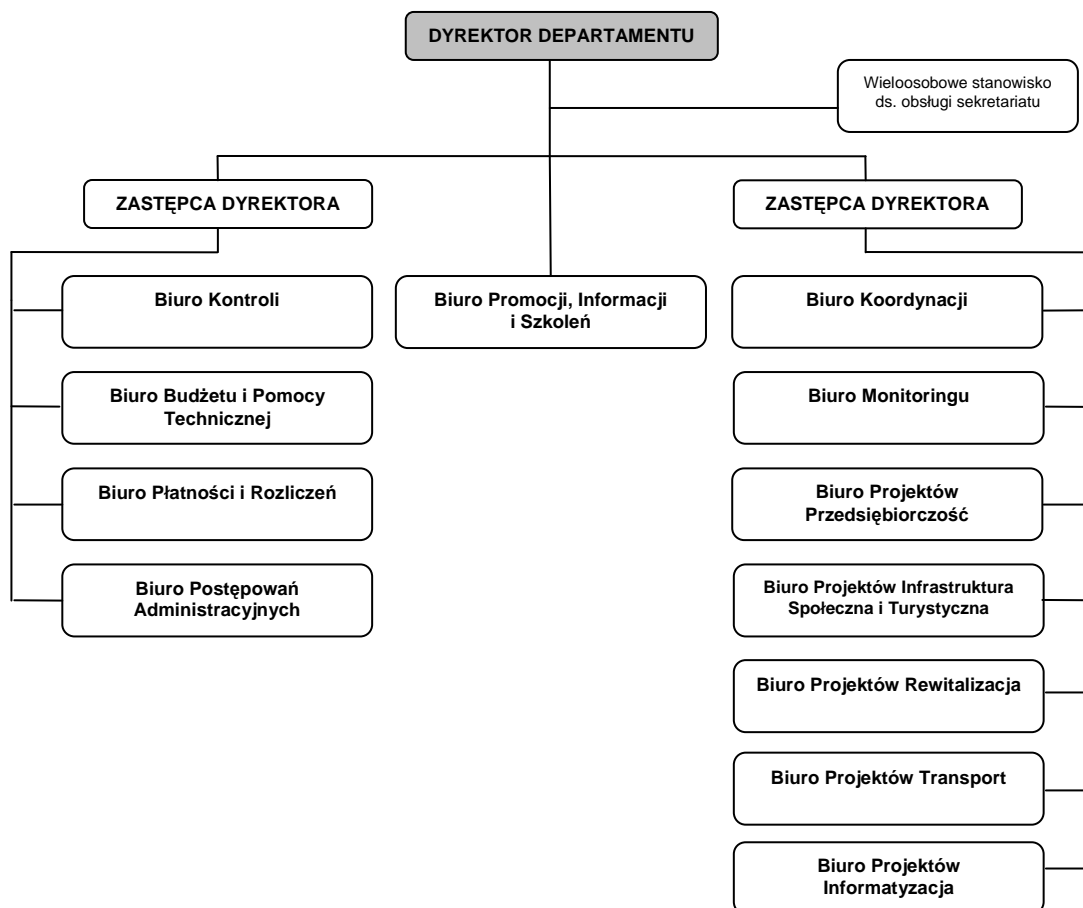 DYREKTOR DEPARTAMENTU
Wieloosobowe stanowisko
ds. obsługi sekretariatu
ZASTĘPCA DYREKTORA
ZASTĘPCA DYREKTORA
Biuro Kontroli
Biuro Promocji, Informacji
i Szkoleń
Biuro Koordynacji
Biuro Budżetu i Pomocy
Technicznej
Biuro Monitoringu
Biuro Płatności i Rozliczeń
Biuro Projektów
Przedsiębiorczość
Biuro Postępowań
Administracyjnych
Biuro Projektów Infrastruktura
Społeczna i Turystyczna
Biuro Projektów Rewitalizacja
Biuro Projektów Transport
Biuro Projektów
Informatyzacja